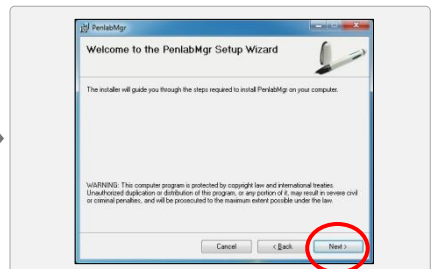 PenlabMgr
Welcome to the PenlabMgr Setup Wizard
The installer will guide you through the steps required to install PenlabMgr on your computer.
WARNING: This computer program is protected by copyright law and international treaties.
Unauthorized duplication or distribution of this program, or any portion of it, may result in severe civil
or criminal penalties, and will be prosecuted to the maximum extent possible under the law.
Cancel
< Back
Next >